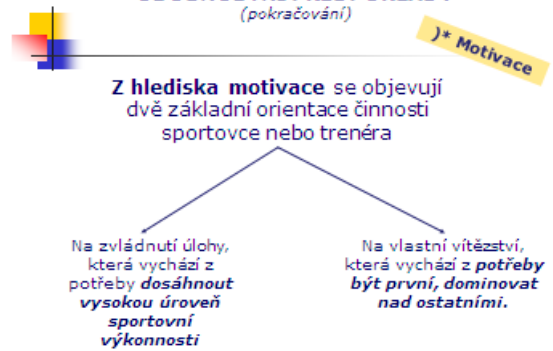 (pokračování)
)* Motivace
Z hlediska motivace se objevují
dvě základní orientace činnosti
sportovce nebo trenéra
Na zvládnutí úlohy,
která vychází z
potřeby dosáhnout
vysokou úroveň
sportovní
výkonnosti
Na vlastní vítězství,
která vychází z potřeby
být první, dominovat
nad ostatními.